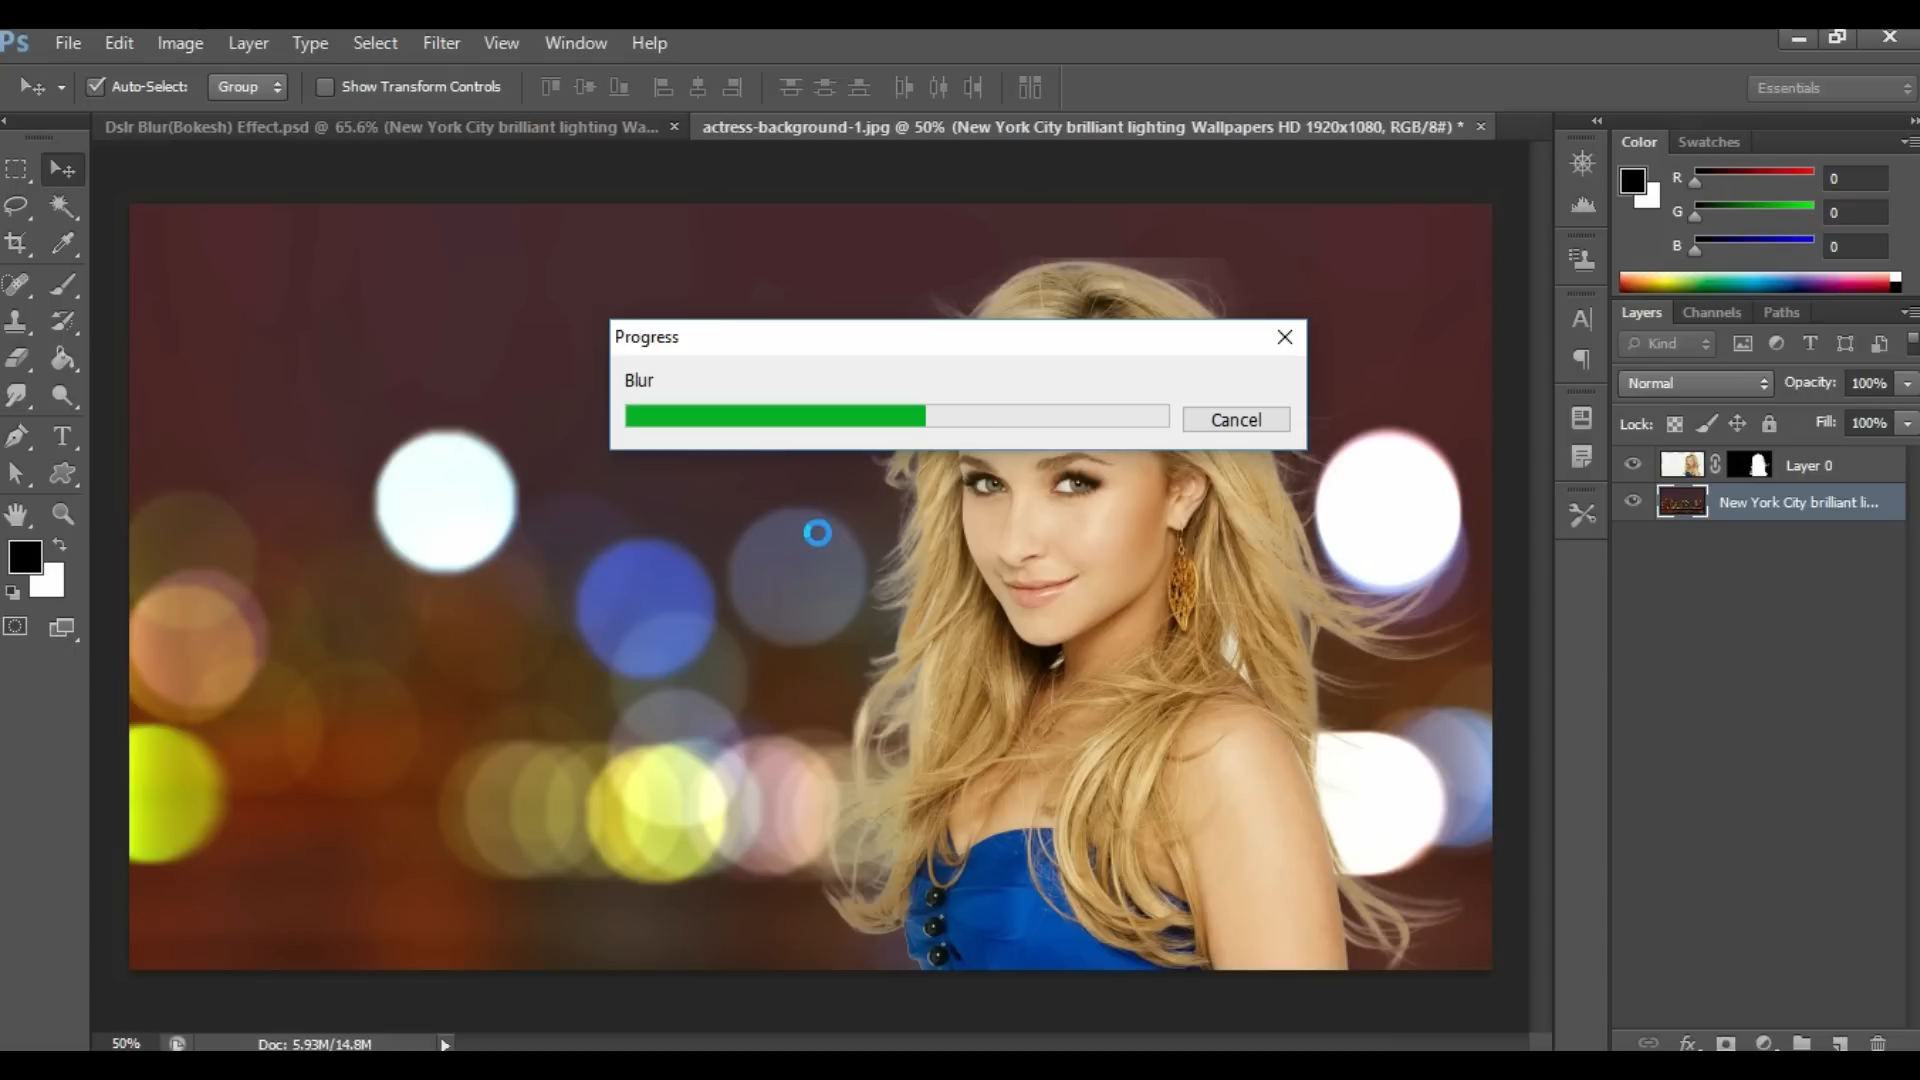 Ps File Edit Image Layer Type Select Filter View Window Help
Auto-Select: Group Show Transform Controls Essentials
Dslr Blur(Bokesh) Effect.psd @ 65.6% (New York City brilliant lighting Wa... × actress-background-1.jpg @ 50% (New York City brilliant lighting Wallpapers HD 1920x1080, RGB/8#) * ×
Color Swatches
R 0
G 0
B 0
Layers Channels Paths
Kind
Normal Opacity: 100%
Lock: Fill: 100%
Layer 0
New York City brilliant li...
Progress
Blur
Cancel
50% Doc: 5.93M/14.8M